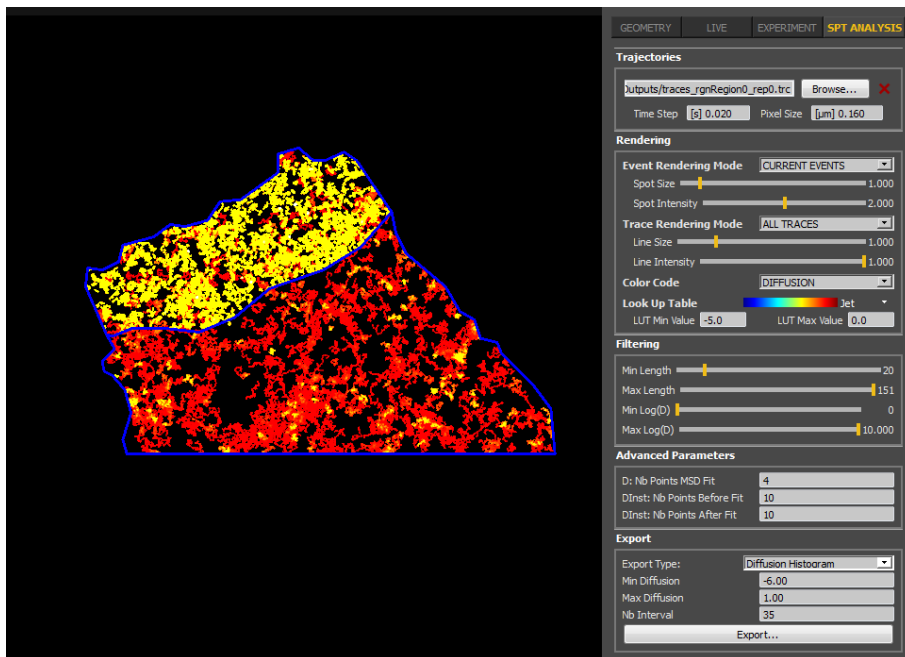 GEOMETRY LIVE EXPERIMENT SPT ANALYSIS
Trajectories
Outputs/traces_rgnRegion0_rep0.trc Browse...
Time Step [s] 0.020 Pixel Size [µm] 0.160
Rendering
Event Rendering Mode CURRENT EVENTS
Spot Size 1.000
Spot Intensity 2.000
Trace Rendering Mode ALL TRACES
Line Size 1.000
Line Intensity 1.000
Color Code DIFFUSION
Look Up Table Jet
LUT Min Value -5.0 LUT Max Value 0.0
Filtering
Min Length 20
Max Length 151
Min Log(D) 0
Max Log(D) 10.000
Advanced Parameters
D: Nb Points MSD Fit 4
DInst: Nb Points Before Fit 10
DInst: Nb Points After Fit 10
Export
Export Type: Diffusion Histogram
Min Diffusion -6.00
Max Diffusion 1.00
Nb Interval 35
Export...